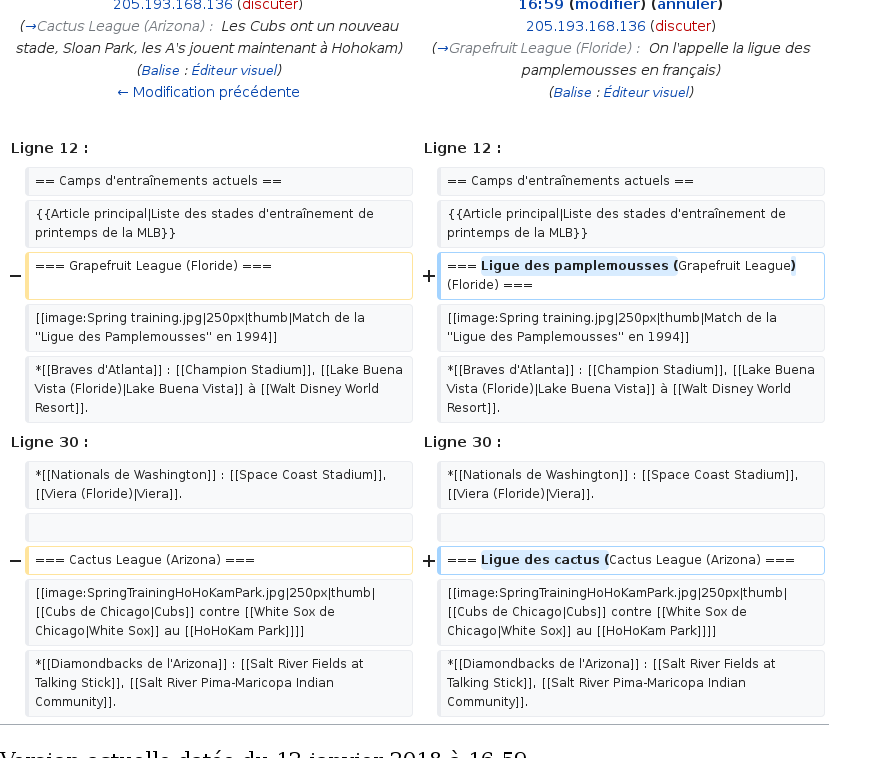 205.193.168.136 (discuter)
(→Cactus League (Arizona) : Les Cubs ont un nouveau
stade, Sloan Park, les A's jouent maintenant à Hohokam)
(Balise : Éditeur visuel)
← Modification précédente
16:59 (modifier) (annuler)
205.193.168.136 (discuter)
(→Grapefruit League (Floride) : On l'appelle la ligue des
pamplemousses en français)
(Balise : Éditeur visuel)
Ligne 12 :
Ligne 12 :
== Camps d'entraînements actuels ==
== Camps d'entraînements actuels ==
{{Article principal|Liste des stades d'entraînement de
printemps de la MLB}}
{{Article principal|Liste des stades d'entraînement de
printemps de la MLB}}
− === Grapefruit League (Floride) ===
+ === Ligue des pamplemousses (Grapefruit League)
(Floride) ===
[[image:Spring training.jpg|250px|thumb|Match de la
"Ligue des Pamplemousses" en 1994]]
[[image:Spring training.jpg|250px|thumb|Match de la
"Ligue des Pamplemousses" en 1994]]
*[[Braves d'Atlanta]] : [[Champion Stadium]], [[Lake Buena
Vista (Floride)|Lake Buena Vista]] à [[Walt Disney World
Resort]].
*[[Braves d'Atlanta]] : [[Champion Stadium]], [[Lake Buena
Vista (Floride)|Lake Buena Vista]] à [[Walt Disney World
Resort]].
Ligne 30 :
Ligne 30 :
*[[Nationals de Washington]] : [[Space Coast Stadium]],
[[Viera (Floride)|Viera]].
*[[Nationals de Washington]] : [[Space Coast Stadium]],
[[Viera (Floride)|Viera]].
− === Cactus League (Arizona) ===
+ === Ligue des cactus (Cactus League (Arizona) ===
[[image:SpringTrainingHoHoKamPark.jpg|250px|thumb|
[[Cubs de Chicago|Cubs]] contre [[White Sox de
Chicago|White Sox]] au [[HoHoKam Park]]]]
[[image:SpringTrainingHoHoKamPark.jpg|250px|thumb|
[[Cubs de Chicago|Cubs]] contre [[White Sox de
Chicago|White Sox]] au [[HoHoKam Park]]]]
*[[Diamondbacks de l'Arizona]] : [[Salt River Fields at
Talking Stick]], [[Salt River Pima-Maricopa Indian
Community]].
*[[Diamondbacks de l'Arizona]] : [[Salt River Fields at
Talking Stick]], [[Salt River Pima-Maricopa Indian
Community]].
Version actuelle datée du 12 janvier 2018 à 16:59